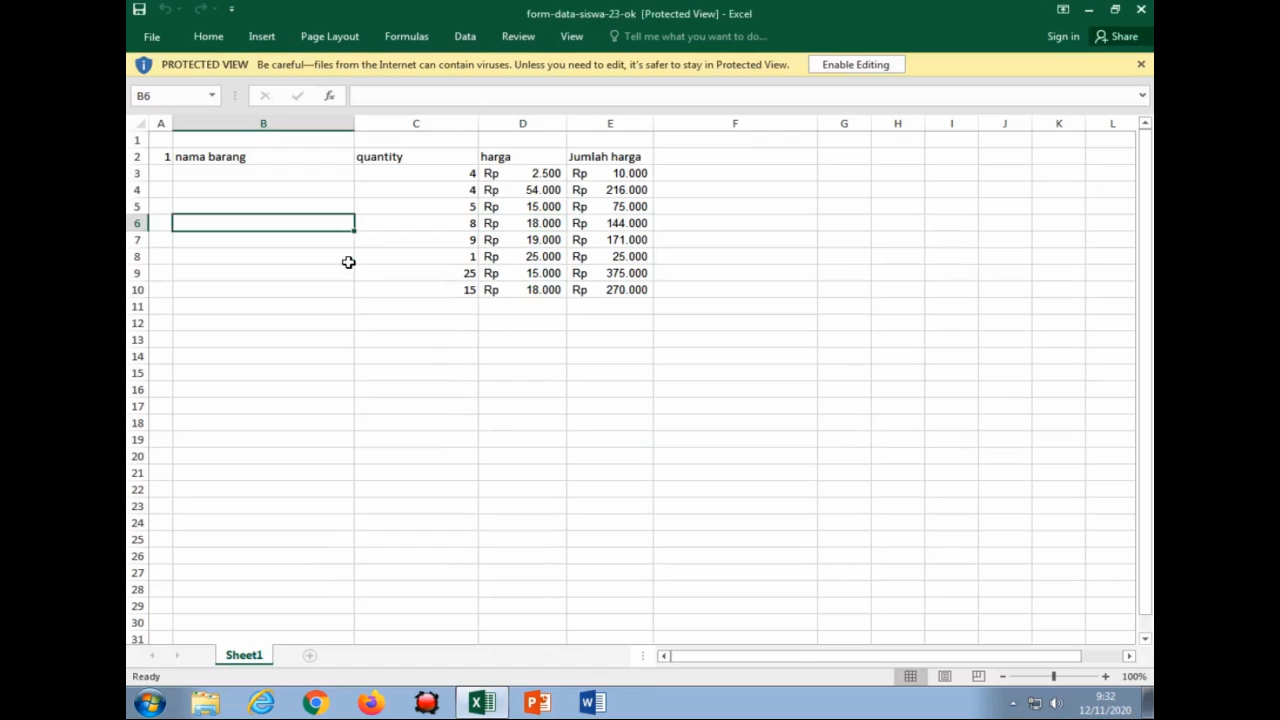 form-data-siswa-23-ok [Protected View] - Excel
File Home Insert Page Layout Formulas Data Review View Tell me what you want to do... Sign in Share
PROTECTED VIEW Be careful—files from the Internet can contain viruses. Unless you need to edit, it's safer to stay in Protected View. Enable Editing
B6 fx
A B C D E F G H I J K L
1
2 1 nama barang quantity harga Jumlah harga
3 4 Rp 2.500 Rp 10.000
4 4 Rp 54.000 Rp 216.000
5 5 Rp 15.000 Rp 75.000
6 8 Rp 18.000 Rp 144.000
7 9 Rp 19.000 Rp 171.000
8 1 Rp 25.000 Rp 25.000
9 25 Rp 15.000 Rp 375.000
10 15 Rp 18.000 Rp 270.000
11
12
13
14
15
16
17
18
19
20
21
22
23
24
25
26
27
28
29
30
31
Sheet1
Ready 100%
9:32
12/11/2020